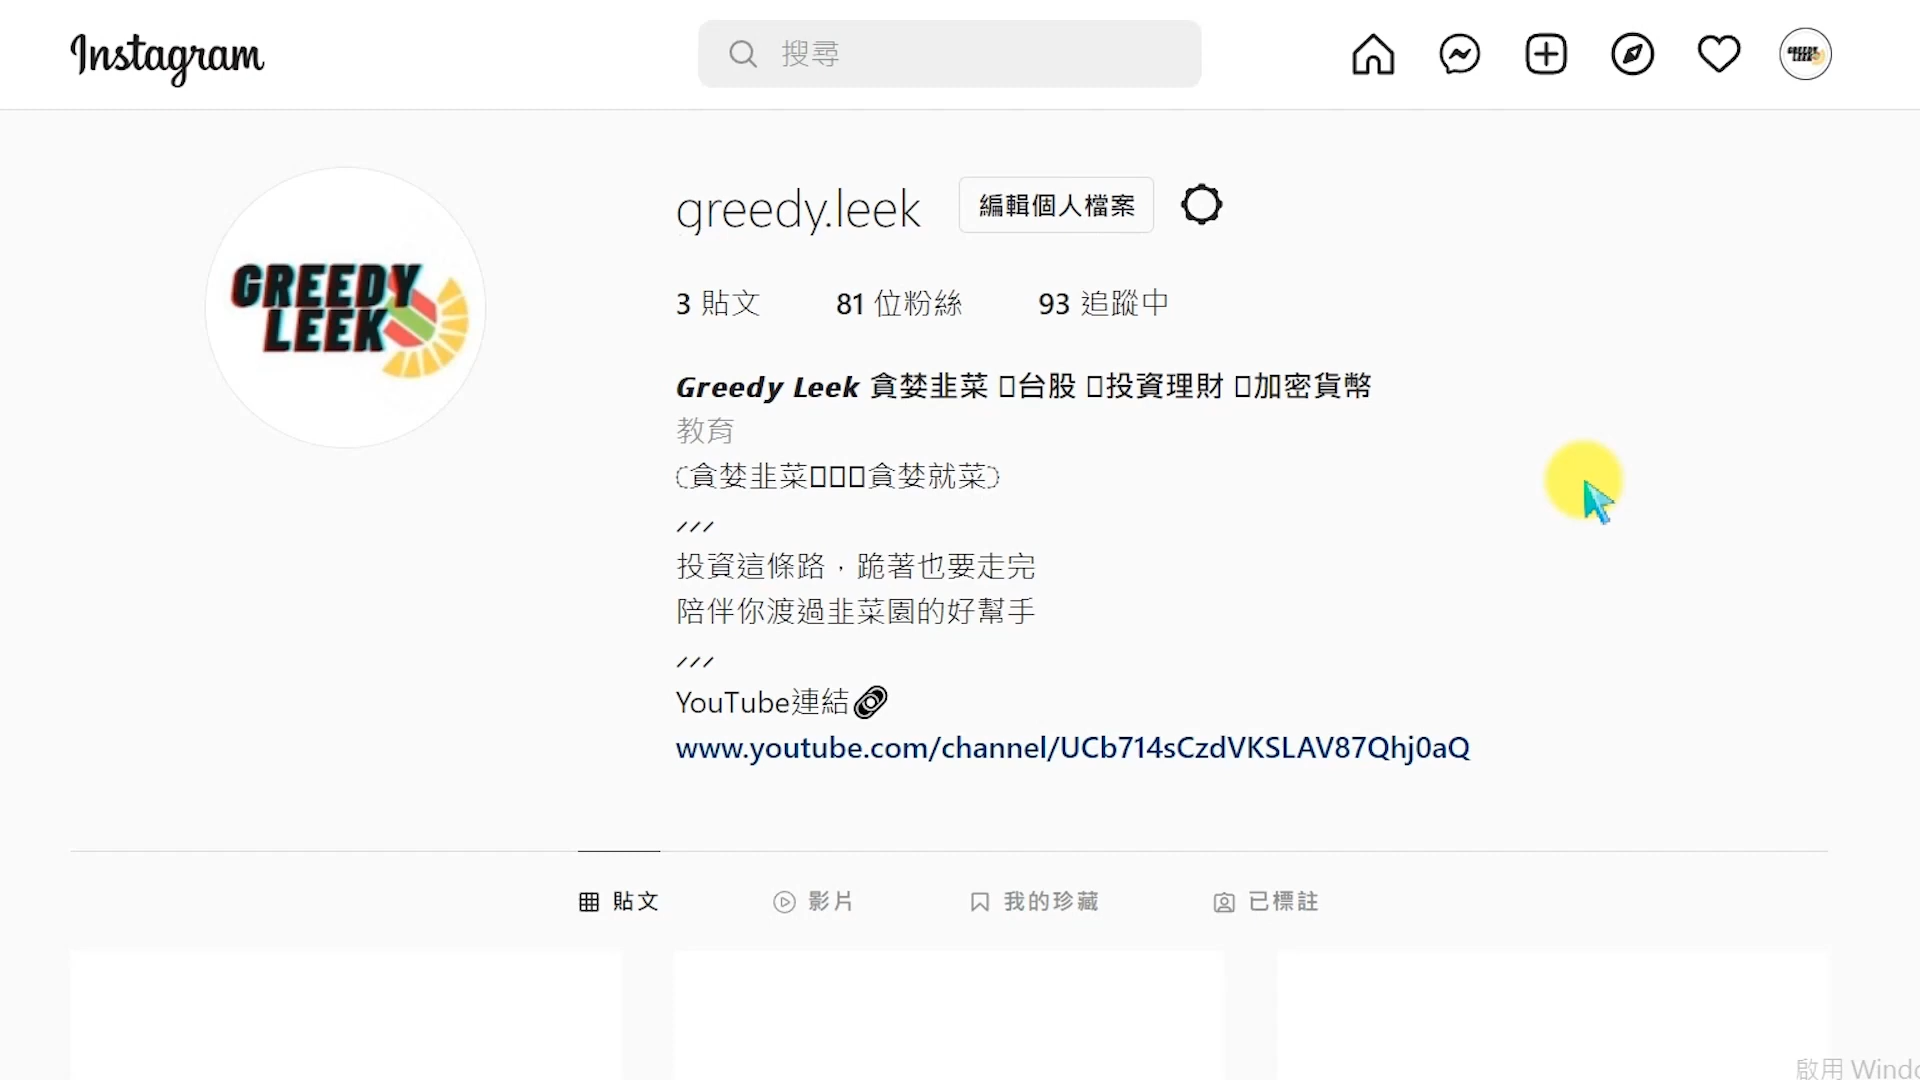 Instagram
搜尋
GREEDY
LEEK
greedy.leek 編輯個人檔案
3 貼文 81 位粉絲 93 追蹤中
Greedy Leek 貪婪韭菜 台股 投資理財 加密貨幣
教育
(貪婪韭菜貪婪就菜)
投資這條路，跪著也要走完
陪伴你渡過韭菜園的好幫手
YouTube連結
www.youtube.com/channel/UCb714sCzdVKSLAV87Qhj0aQ
貼文 影片 我的珍藏 已標註
啟用